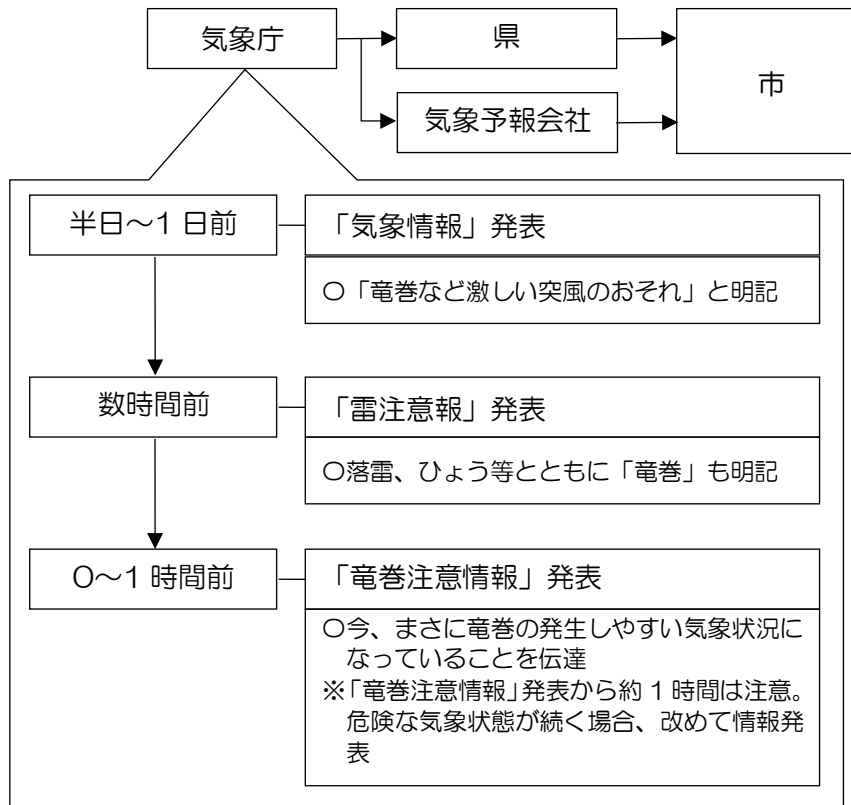 気象庁
県
気象予報会社
市
半日～1 日前
「気象情報」発表
〇「竜巻など激しい突風のおそれ」と明記
数時間前
「雷注意報」発表
〇落雷、ひょう等とともに「竜巻」も明記
0～1 時間前
「竜巻注意情報」発表
〇今、まさに竜巻の発生しやすい気象状況に
なっていることを伝達
※「竜巻注意情報」発表から約 1 時間は注意。
危険な気象状態が続く場合、改めて情報発
表